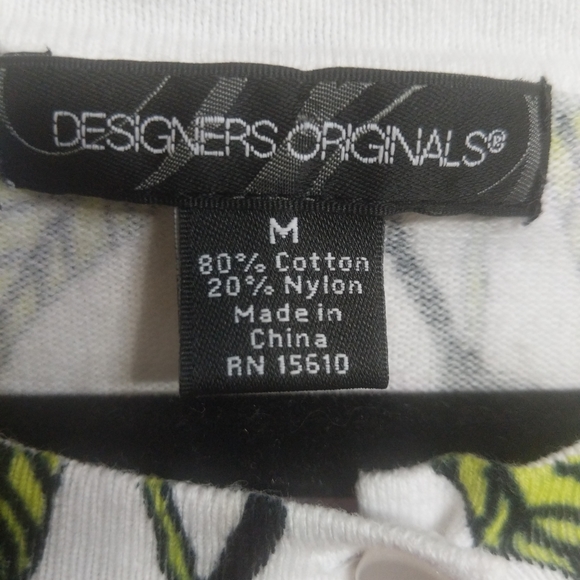 DESIGNERS ORIGINALS®
M
80% Cotton
20% Nylon
Made in
China
RN 15610